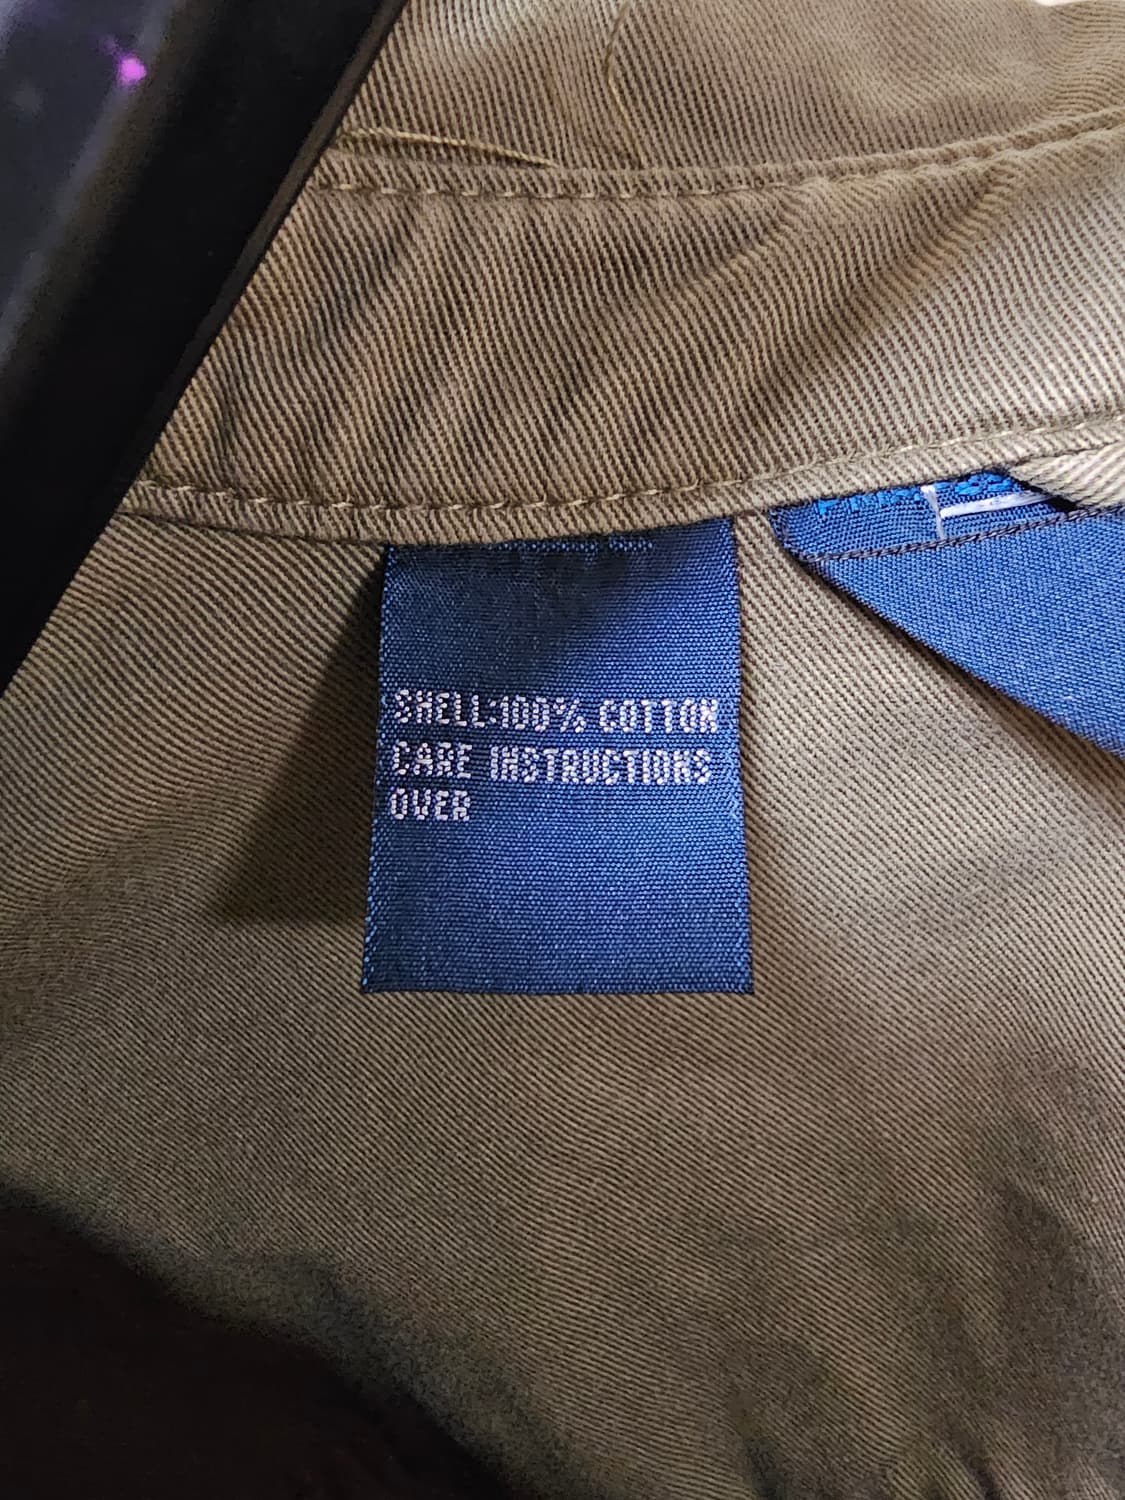 SHELL:100% COTTON
CARE INSTRUCTIONS
OVER